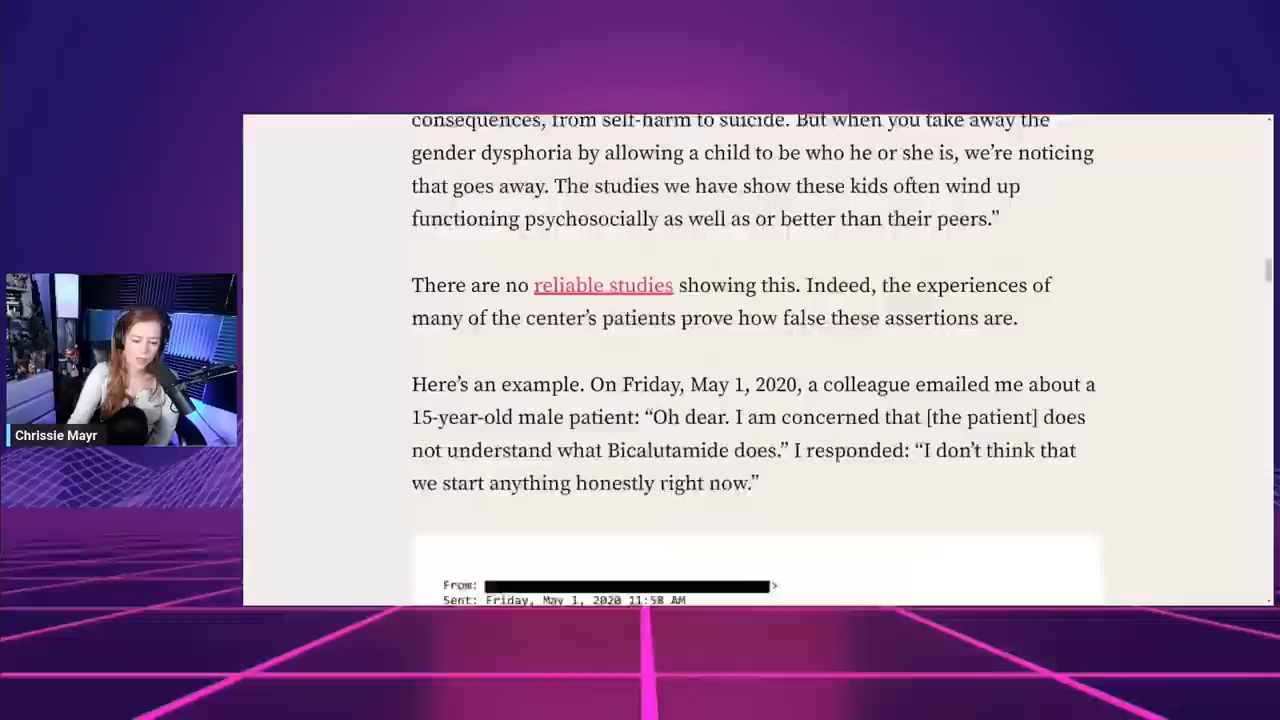 consequences, from self-harm to suicide. But when you take away the
gender dysphoria by allowing a child to be who he or she is, we’re noticing
that goes away. The studies we have show these kids often wind up
functioning psychosocially as well as or better than their peers.”
There are no reliable studies showing this. Indeed, the experiences of
many of the center’s patients prove how false these assertions are.
Here’s an example. On Friday, May 1, 2020, a colleague emailed me about a
15-year-old male patient: “Oh dear. I am concerned that [the patient] does
not understand what Bicalutamide does.” I responded: “I don’t think that
we start anything honestly right now.”
From: >
Sent: Friday, May 1, 2020 11:58 AM
Chrissie Mayr